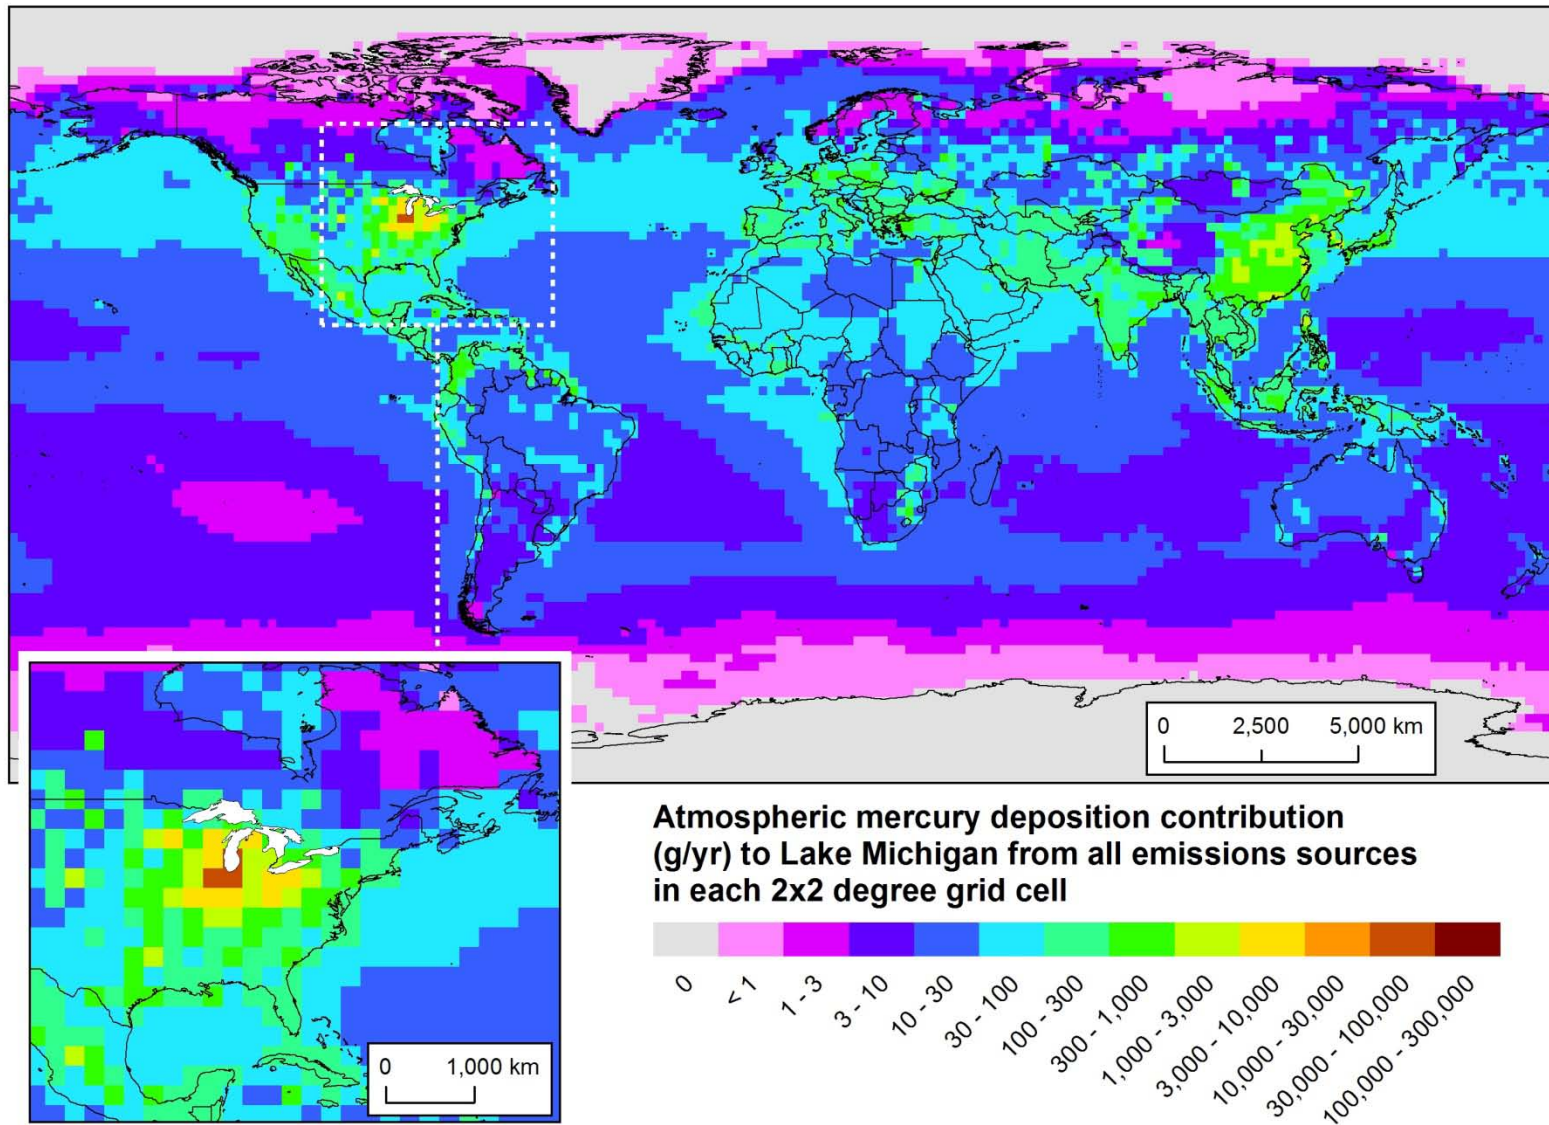 0 2,500 5,000 km
Atmospheric mercury deposition contribution
(g/yr) to Lake Michigan from all emissions sources
in each 2x2 degree grid cell
0 1,000 km
0
< 1
1 - 3
3 - 10
10 - 30
30 - 100
100 - 300
300 - 1,000
1,000 - 3,000
3,000 - 10,000
10,000 - 30,000
30,000 - 100,000
100,000 - 300,000